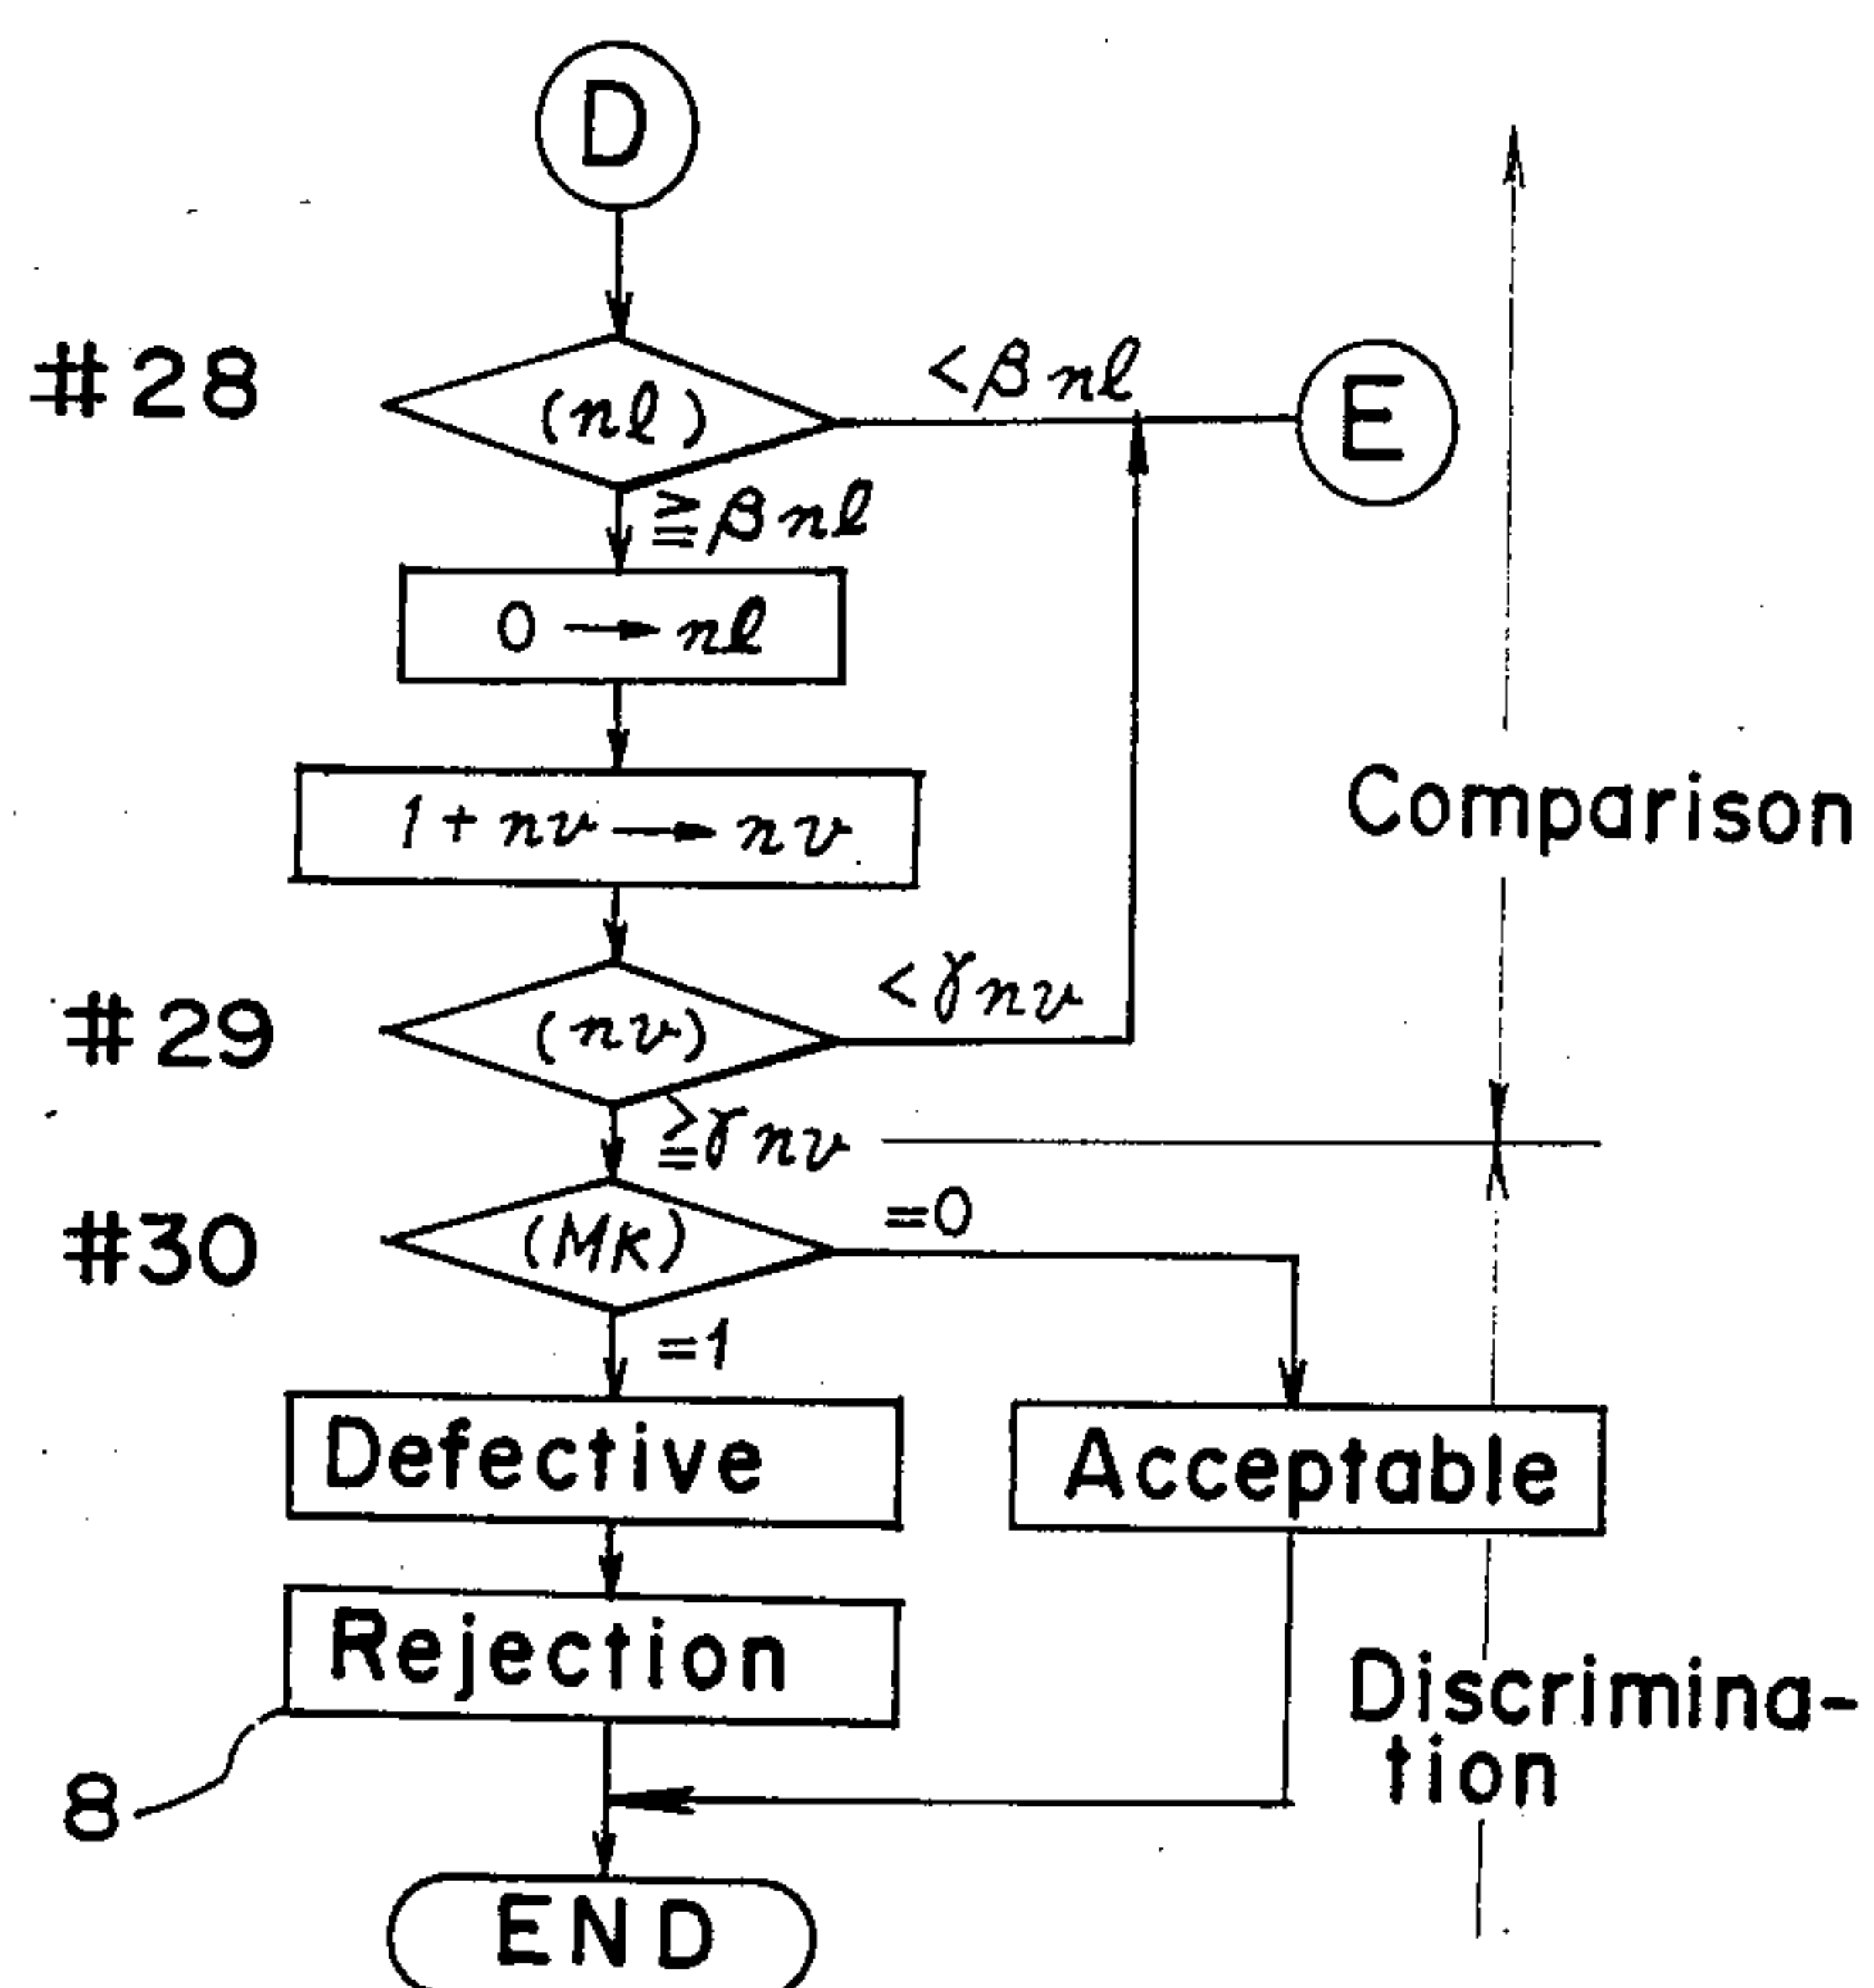 D
#28
(nl)
<βnl
E
≧βnl
0 → nl
1 + nv → nv
Comparison
#29
(nv)
<γnv
≧γnv
#30
(MK)
=0
=1
Defective
Acceptable
Rejection
8
Discrimina-
tion
END